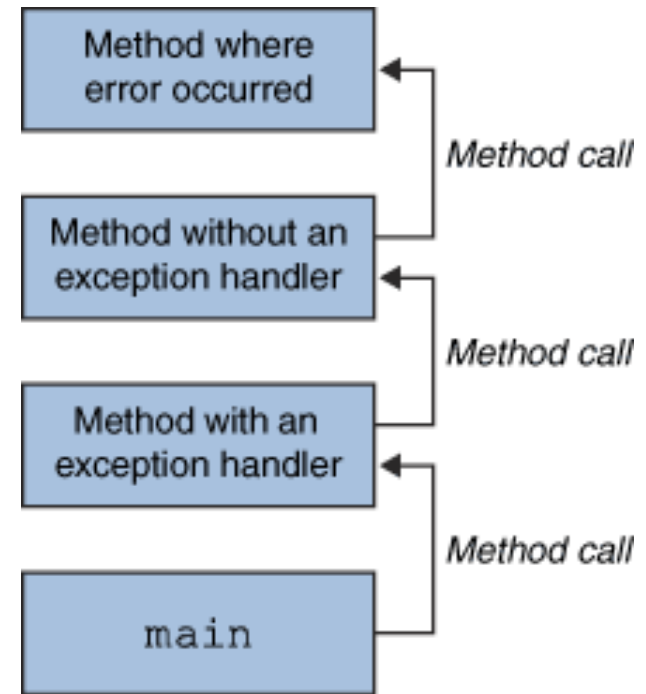 Method where
error occurred
Method call
Method without an
exception handler
Method call
Method with an
exception handler
Method call
main